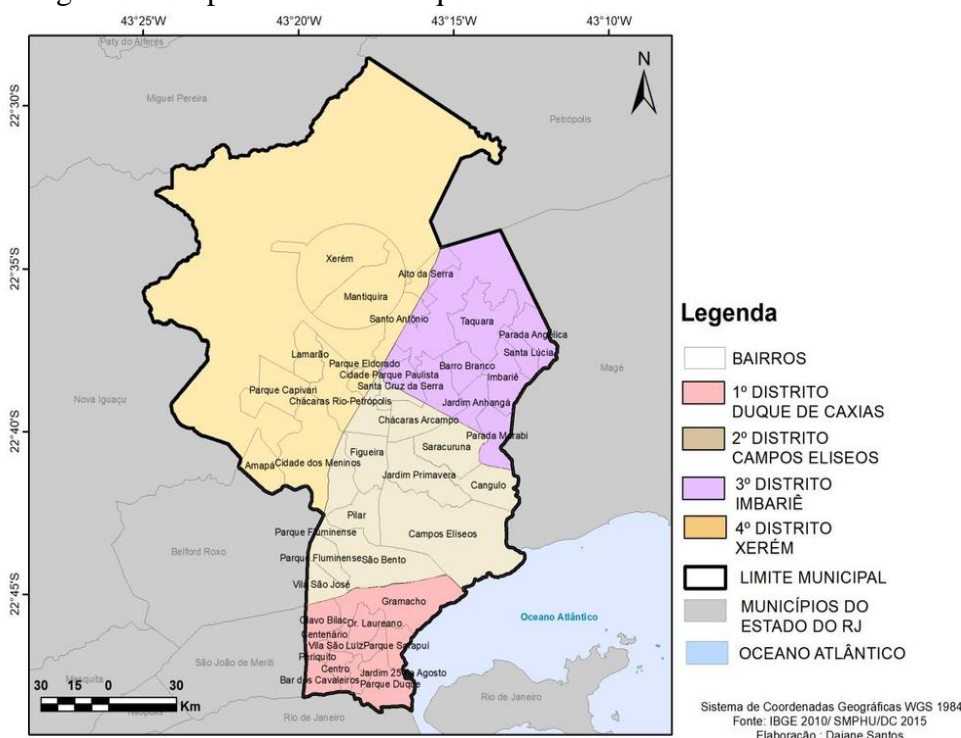 43°25'W
43°20'W
43°15'W
43°10'W
22°30'S
22°35'S
22°40'S
22°45'S
N
Paty do Alferes
Miguel Pereira
Petrópolis
Xerém
Alto da Serra
Mantiquira
Santo Antônio
Taquara
Parada Angélica
Santa Lúcia
Lamarão
Parque Eldorado
Barro Branco
Cidade Parque Paulista
Imbariê
Magé
Santa Cruz da Serra
Parque Capivari
Nova Iguaçu
Chácaras Rio-Petrópolis
Jardim Anhangá
Chácaras Arcampo
Parada Morabi
Saracuruna
Figueira
Amapá
Cidade dos Meninos
Jardim Primavera
Cangulo
Pilar
Parque Fluminense
Campos Elíseos
Belford Roxo
Parque Fluminense
São Bento
Vila São José
Gramacho
Olavo Bilac
Dr. Laureano
Oceano Atlântico
Centenário
Vila São Luiz
Parque Sarapui
Periquito
São João de Meriti
Centro
Jardim 25 de Agosto
Mesquita
Bar dos Cavaleiros
Parque Duque
Rio de Janeiro
Rio de Janeiro
30 15 0 30
Km
Legenda
BAIRROS
1º DISTRITO
DUQUE DE CAXIAS
2º DISTRITO
CAMPOS ELISEOS
3º DISTRITO
IMBARIÊ
4º DISTRITO
XERÉM
LIMITE MUNICIPAL
MUNICÍPIOS DO
ESTADO DO RJ
OCEANO ATLÂNTICO
Sistema de Coordenadas Geográficas WGS 1984
Fonte: IBGE 2010/ SMPHU/DC 2015
Elaboração : Daiane Santos